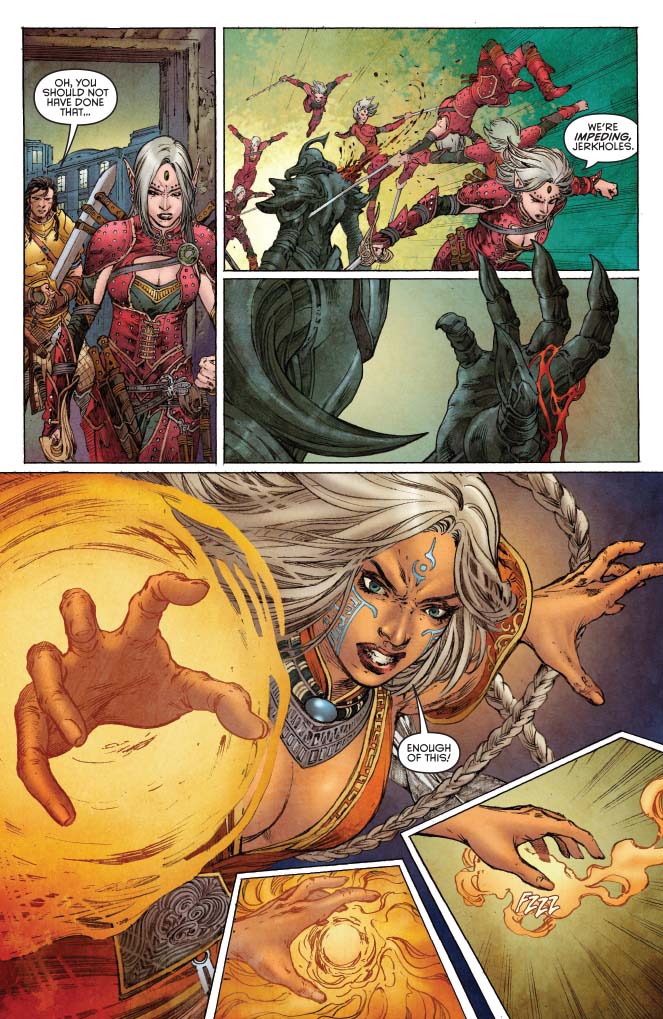 OH, YOU
SHOULD NOT
HAVE DONE
THAT...
WE'RE
IMPEDING,
JERKHOLES.
ENOUGH
OF THIS!
FZZZ